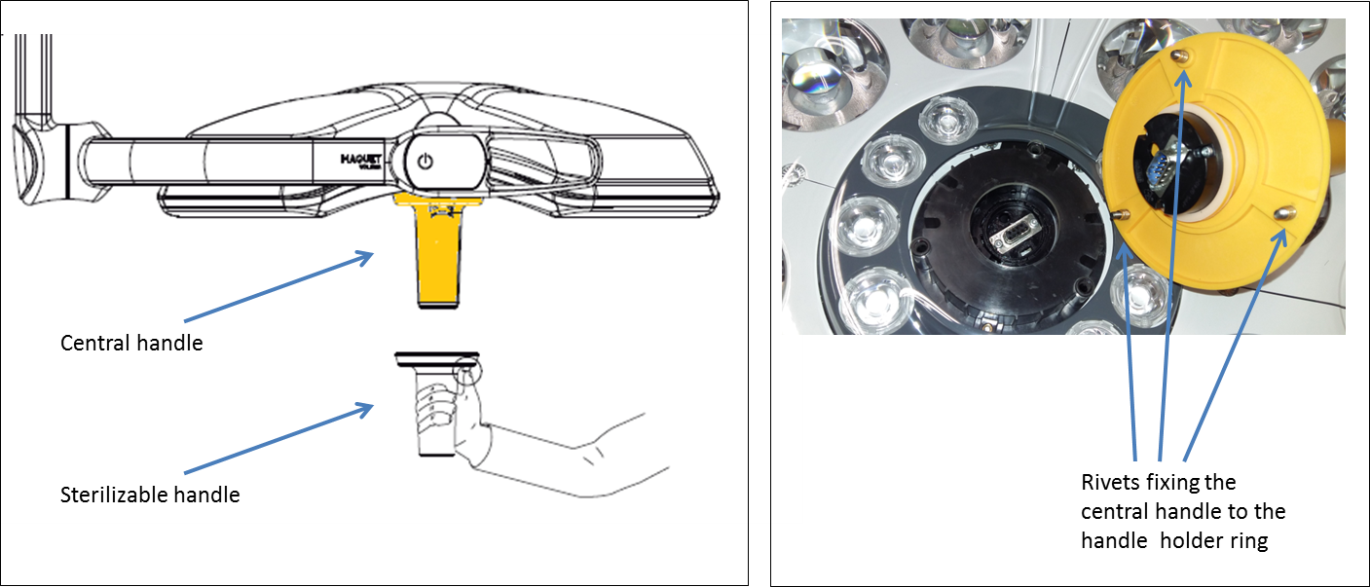 MAQUET
Central handle
Sterilizable handle
Rivets fixing the
central handle to the
handle holder ring